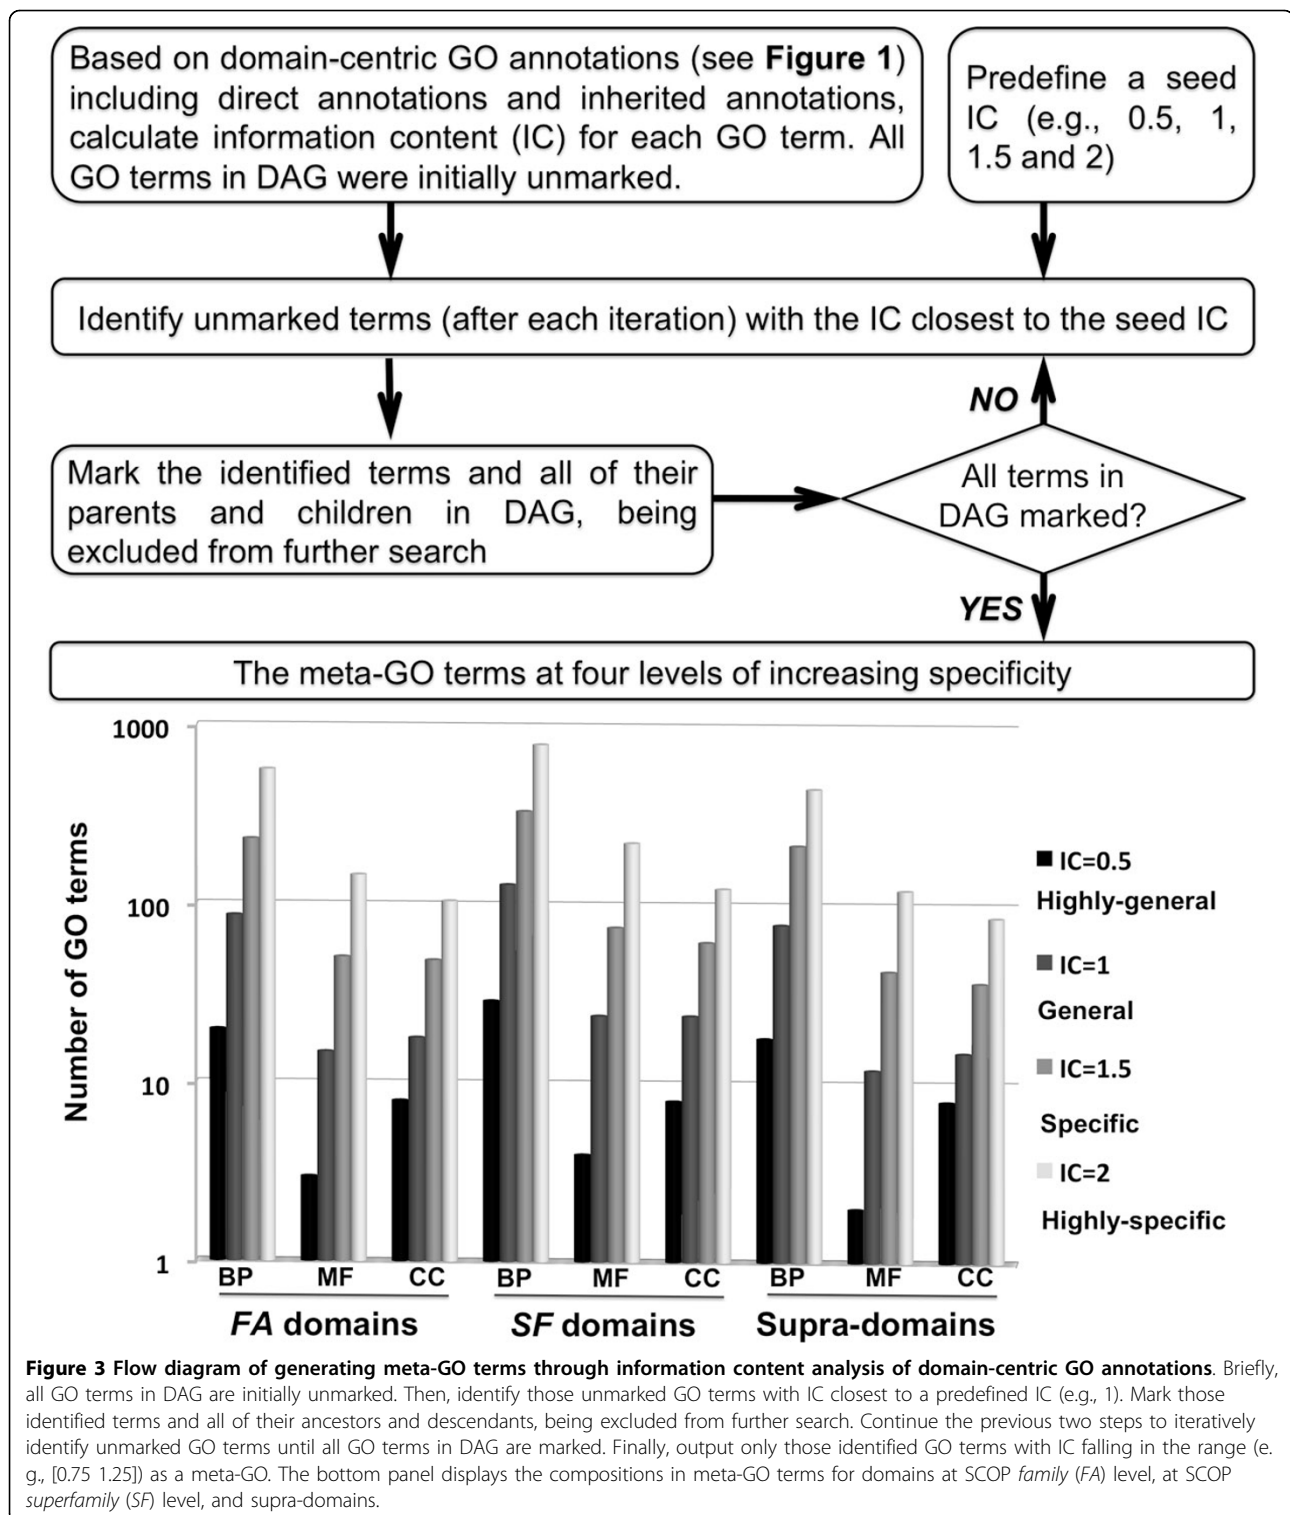 Based on domain-centric GO annotations (see Figure 1)
including direct annotations and inherited annotations,
calculate information content (IC) for each GO term. All
GO terms in DAG were initially unmarked.
Predefine a seed
IC (e.g., 0.5, 1,
1.5 and 2)
Identify unmarked terms (after each iteration) with the IC closest to the seed IC
NO
Mark the identified terms and all of their
parents and children in DAG, being
excluded from further search
All terms in
DAG marked?
YES
The meta-GO terms at four levels of increasing specificity
Number of GO terms
1000
100
10
1
BP MF CC BP MF CC BP MF CC
FA domains SF domains Supra-domains
IC=0.5
Highly-general
IC=1
General
IC=1.5
Specific
IC=2
Highly-specific
Figure 3 Flow diagram of generating meta-GO terms through information content analysis of domain-centric GO annotations. Briefly,
all GO terms in DAG are initially unmarked. Then, identify those unmarked GO terms with IC closest to a predefined IC (e.g., 1). Mark those
identified terms and all of their ancestors and descendants, being excluded from further search. Continue the previous two steps to iteratively
identify unmarked GO terms until all GO terms in DAG are marked. Finally, output only those identified GO terms with IC falling in the range (e.
g., [0.75 1.25]) as a meta-GO. The bottom panel displays the compositions in meta-GO terms for domains at SCOP family (FA) level, at SCOP
superfamily (SF) level, and supra-domains.